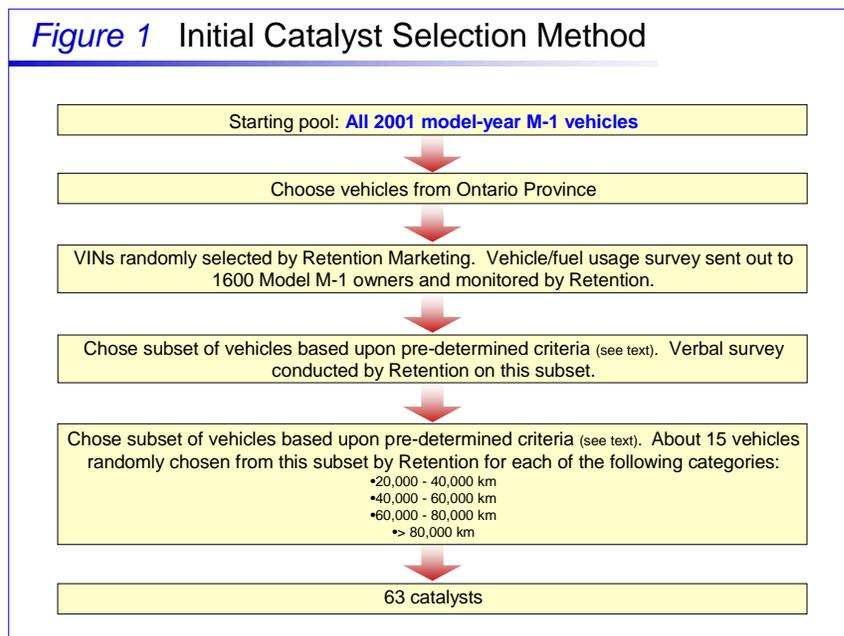 Figure 1 Initial Catalyst Selection Method
Starting pool: All 2001 model-year M-1 vehicles
Choose vehicles from Ontario Province
VINs randomly selected by Retention Marketing. Vehicle/fuel usage survey sent out to
1600 Model M-1 owners and monitored by Retention.
Chose subset of vehicles based upon pre-determined criteria (see text). Verbal survey
conducted by Retention on this subset.
Chose subset of vehicles based upon pre-determined criteria (see text). About 15 vehicles
randomly chosen from this subset by Retention for each of the following categories:
•20,000 - 40,000 km
•40,000 - 60,000 km
•60,000 - 80,000 km
•> 80,000 km
63 catalysts